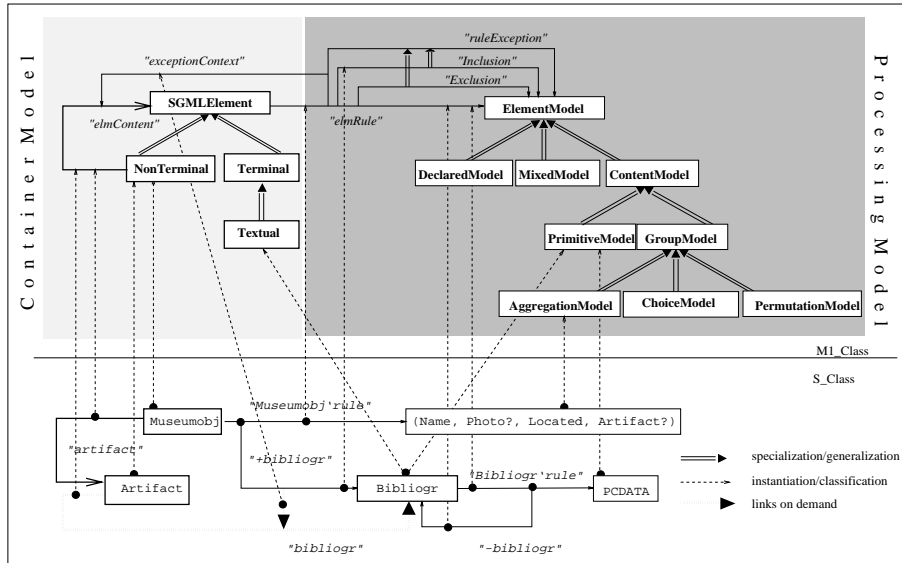 Container Model
"ruleException"
"exceptionContext"
"Inclusion"
"Exclusion"
SGMLElement
ElementModel
"elmContent"
"elmRule"
NonTerminal
Terminal
DeclaredModel
MixedModel
ContentModel
Textual
PrimitiveModel
GroupModel
AggregationModel
ChoiceModel
PermutationModel
Processing Model
M1_Class
S_Class
"Museumobj'rule"
Museumobj
(Name, Photo?, Located, Artifact?)
"artifact"
"+bibliogr"
"Bibliogr'rule"
Artifact
Bibliogr
PCDATA
"bibliogr"
"-bibliogr"
specialization/generalization
instantiation/classification
links on demand